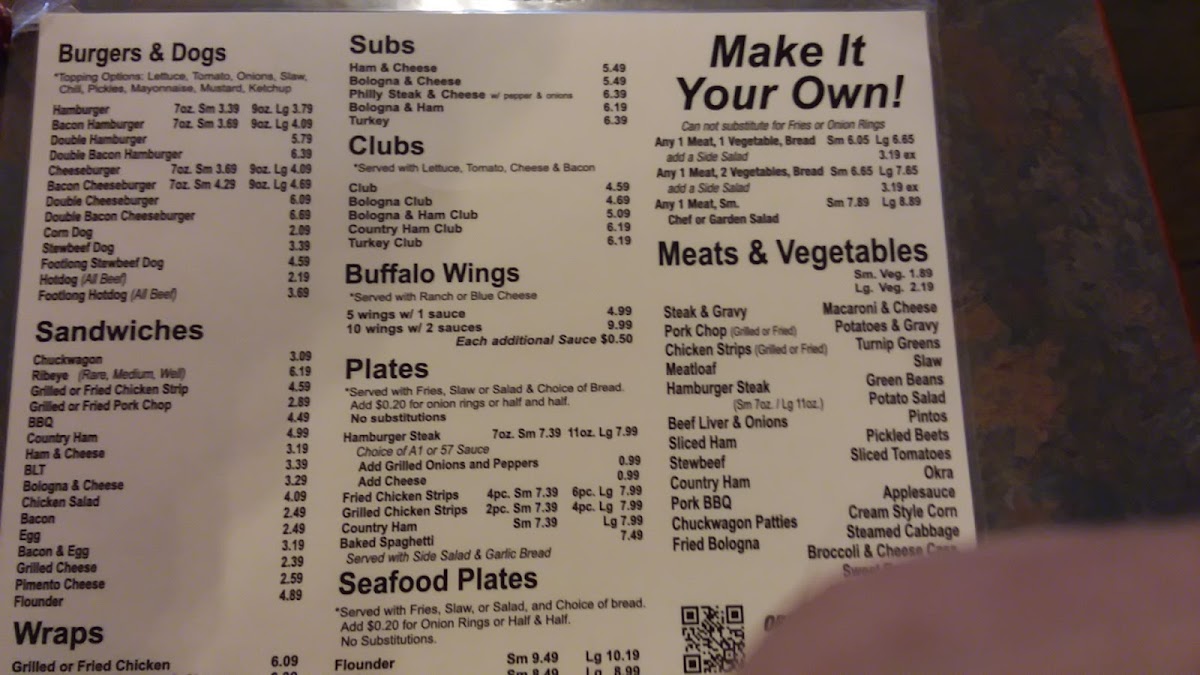 Burgers & Dogs
*Topping Options: Lettuce, Tomato, Onions, Slaw,
Chili, Pickles, Mayonnaise, Mustard, Ketchup
Hamburger 7oz. Sm 3.39 9oz. Lg 3.79
Bacon Hamburger 7oz. Sm 3.69 9oz. Lg 4.09
Double Hamburger 5.79
Double Bacon Hamburger 6.39
Cheeseburger 7oz. Sm 3.69 9oz. Lg 4.09
Bacon Cheeseburger 7oz. Sm 4.29 9oz. Lg 4.69
Double Cheeseburger 6.09
Double Bacon Cheeseburger 6.69
Corn Dog 2.09
Stewbeef Dog 3.39
Footlong Stewbeef Dog 4.59
Hotdog (All Beef) 2.19
Footlong Hotdog (All Beef) 3.69
Sandwiches
Chuckwagon 3.09
Ribeye (Rare, Medium, Well) 6.19
Grilled or Fried Chicken Strip 4.59
Grilled or Fried Pork Chop 2.89
BBQ 4.49
Country Ham 4.99
Ham & Cheese 3.19
BLT 3.39
Bologna & Cheese 3.29
Chicken Salad 4.09
Bacon 2.49
Egg 2.49
Bacon & Egg 3.19
Grilled Cheese 2.39
Pimento Cheese 2.59
Flounder 4.89
Wraps
Grilled or Fried Chicken 6.09
Subs
Ham & Cheese 5.49
Bologna & Cheese 5.49
Philly Steak & Cheese w/ pepper & onions 6.39
Bologna & Ham 6.19
Turkey 6.39
Clubs
*Served with Lettuce, Tomato, Cheese & Bacon
Club 4.59
Bologna Club 4.69
Bologna & Ham Club 5.09
Country Ham Club 6.19
Turkey Club 6.19
Buffalo Wings
*Served with Ranch or Blue Cheese
5 wings w/ 1 sauce 4.99
10 wings w/ 2 sauces 9.99
Each additional Sauce $0.50
Plates
*Served with Fries, Slaw or Salad & Choice of Bread.
Add $0.20 for onion rings or half and half.
No substitutions
Hamburger Steak 7oz. Sm 7.39 11oz. Lg 7.99
Choice of A1 or 57 Sauce
Add Grilled Onions and Peppers 0.99
Add Cheese 0.99
Fried Chicken Strips 4pc. Sm 7.39 6pc. Lg 7.99
Grilled Chicken Strips 2pc. Sm 7.39 4pc. Lg 7.99
Country Ham Sm 7.39 Lg 7.99
Baked Spaghetti 7.49
Served with Side Salad & Garlic Bread
Seafood Plates
*Served with Fries, Slaw, or Salad, and Choice of bread.
Add $0.20 for Onion Rings or Half & Half.
No Substitutions.
Flounder Sm 9.49 Lg 10.19
Sm 8.49 Lg 8.99
Make It
Your Own!
Can not substitute for Fries or Onion Rings
Any 1 Meat, 1 Vegetable, Bread Sm 6.05 Lg 6.65
add a Side Salad 3.19 ex
Any 1 Meat, 2 Vegetables, Bread Sm 6.65 Lg 7.65
add a Side Salad 3.19 ex
Any 1 Meat, Sm. Sm 7.89 Lg 8.89
Chef or Garden Salad
Meats & Vegetables
Sm. Veg. 1.89
Lg. Veg. 2.19
Steak & Gravy
Pork Chop (Grilled or Fried)
Chicken Strips (Grilled or Fried)
Meatloaf
Hamburger Steak
(Sm 7oz. / Lg 11oz.)
Beef Liver & Onions
Sliced Ham
Stewbeef
Country Ham
Pork BBQ
Chuckwagon Patties
Fried Bologna
Macaroni & Cheese
Potatoes & Gravy
Turnip Greens
Slaw
Green Beans
Potato Salad
Pintos
Pickled Beets
Sliced Tomatoes
Okra
Applesauce
Cream Style Corn
Steamed Cabbage
Broccoli & Cheese
Sweet